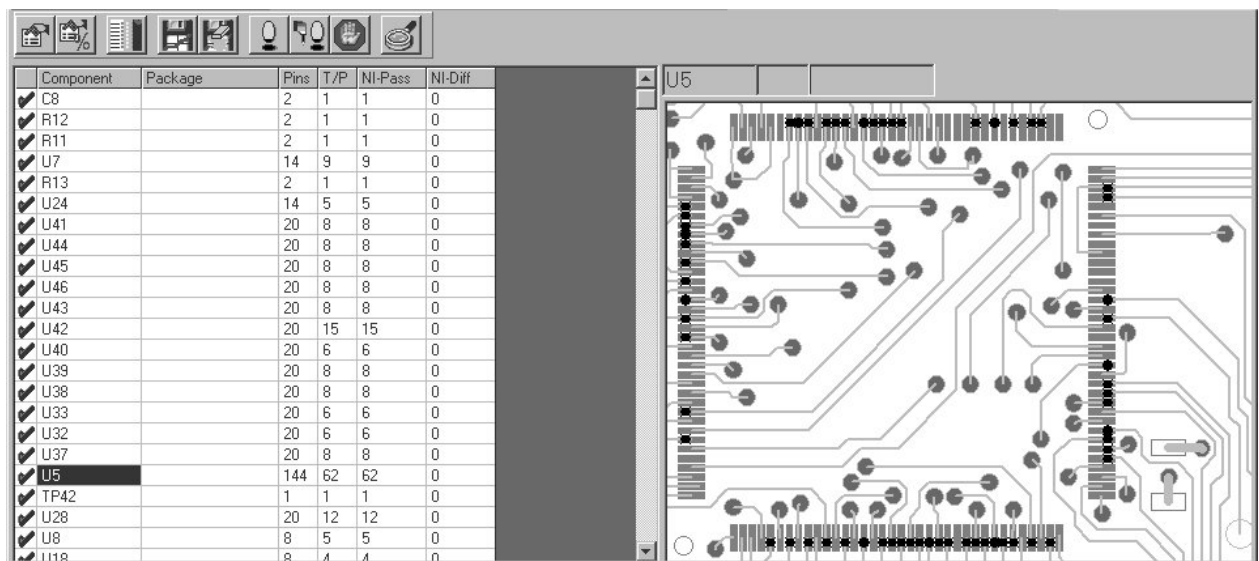 Component Package Pins T/P NI-Pass NI-Diff
C8 2 1 1 0
R12 2 1 1 0
R11 2 1 1 0
U7 14 9 9 0
R13 2 1 1 0
U24 14 5 5 0
U41 20 8 8 0
U44 20 8 8 0
U45 20 8 8 0
U46 20 8 8 0
U43 20 8 8 0
U42 20 15 15 0
U40 20 6 6 0
U39 20 8 8 0
U38 20 8 8 0
U33 20 6 6 0
U32 20 6 6 0
U37 20 8 8 0
U5 144 62 62 0
TP42 1 1 1 0
U28 20 12 12 0
U8 8 5 5 0
U18 8 4 4 0
U5